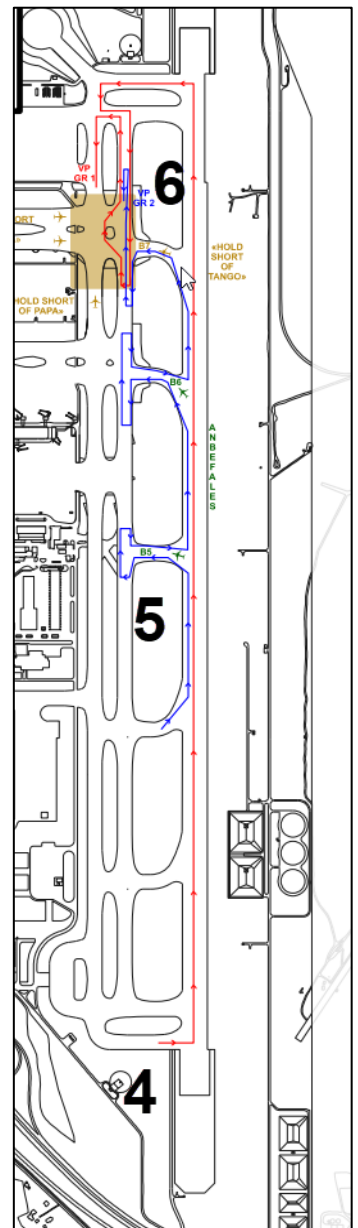 VP
GR 1
6
VP
GR 2
ORT
»
B7
«HOLD
SHORT
OF
TANGO»
HOLD SHORT
OF PAPA»
B6
A
N
B
E
F
A
L
E
S
B5
5
4